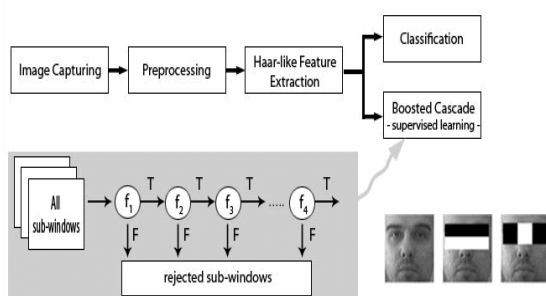 Image Capturing
Preprocessing
Haar-like Feature
Extraction
Classification
Boosted Cascade
- supervised learning -
All
sub-windows
T T T T
f1 f2 f3 ..... f4
F F F F
rejected sub-windows